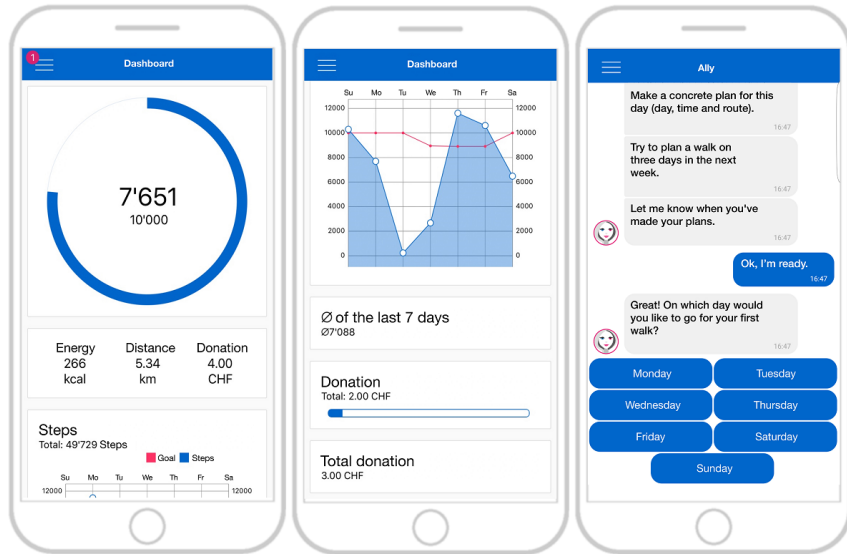 1
Dashboard
7'651
10'000
Energy Distance Donation
266 5.34 4.00
kcal km CHF
Steps
Total: 49'729 Steps
Goal Steps
Su Mo Tu We Th Fr Sa
12000 12000
Dashboard
Su Mo Tu We Th Fr Sa
12000 12000
10000 10000
8000 8000
6000 6000
4000 4000
2000 2000
0 0
Ø of the last 7 days
Ø7'088
Donation
Total: 2.00 CHF
Total donation
3.00 CHF
Ally
Make a concrete plan for this
day (day, time and route).
16:47
Try to plan a walk on
three days in the next
week.
16:47
Let me know when you've
made your plans.
16:47
Ok, I'm ready.
16:47
Great! On which day would
you like to go for your first
walk?
16:47
Monday Tuesday
Wednesday Thursday
Friday Saturday
Sunday